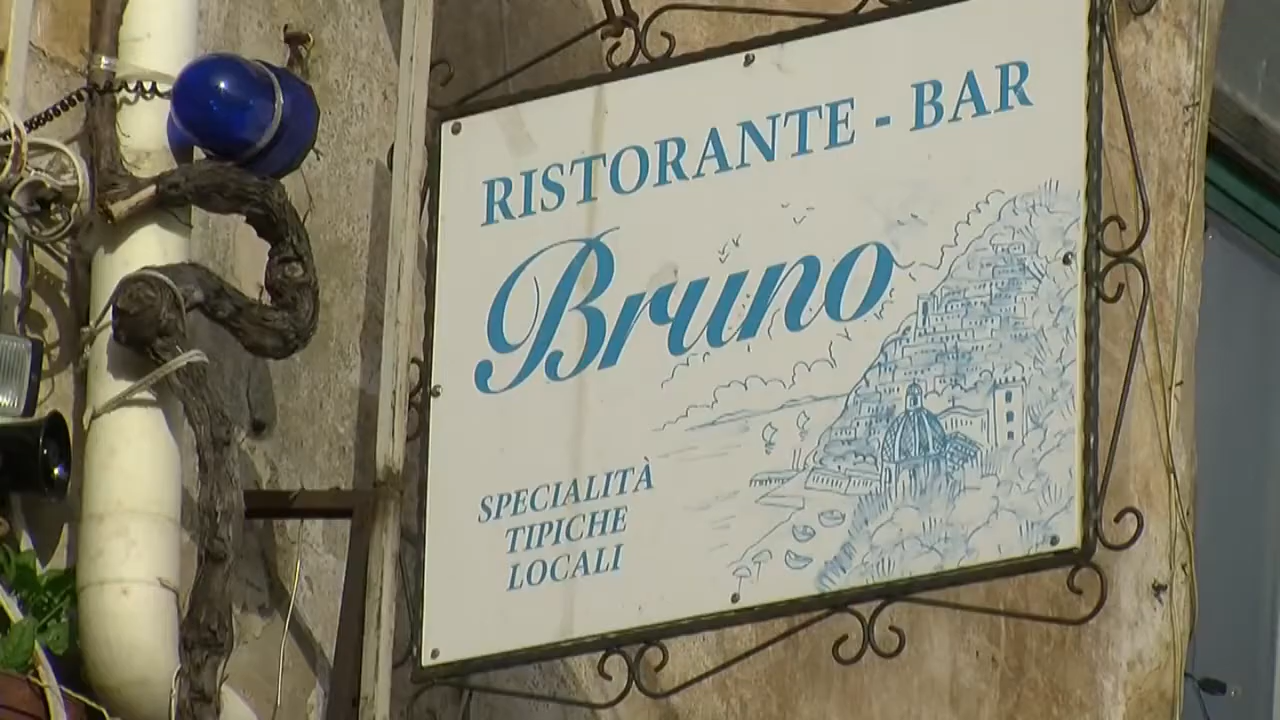 RISTORANTE - BAR
Bruno
SPECIALITÀ
TIPICHE
LOCALI